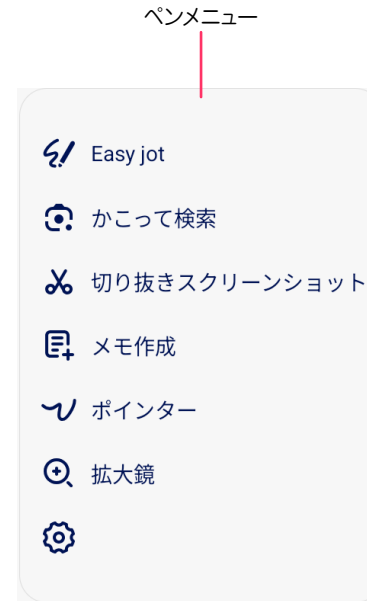 ペンメニュー
Easy jot
かこって検索
切り抜きスクリーンショット
メモ作成
ポインター
拡大鏡